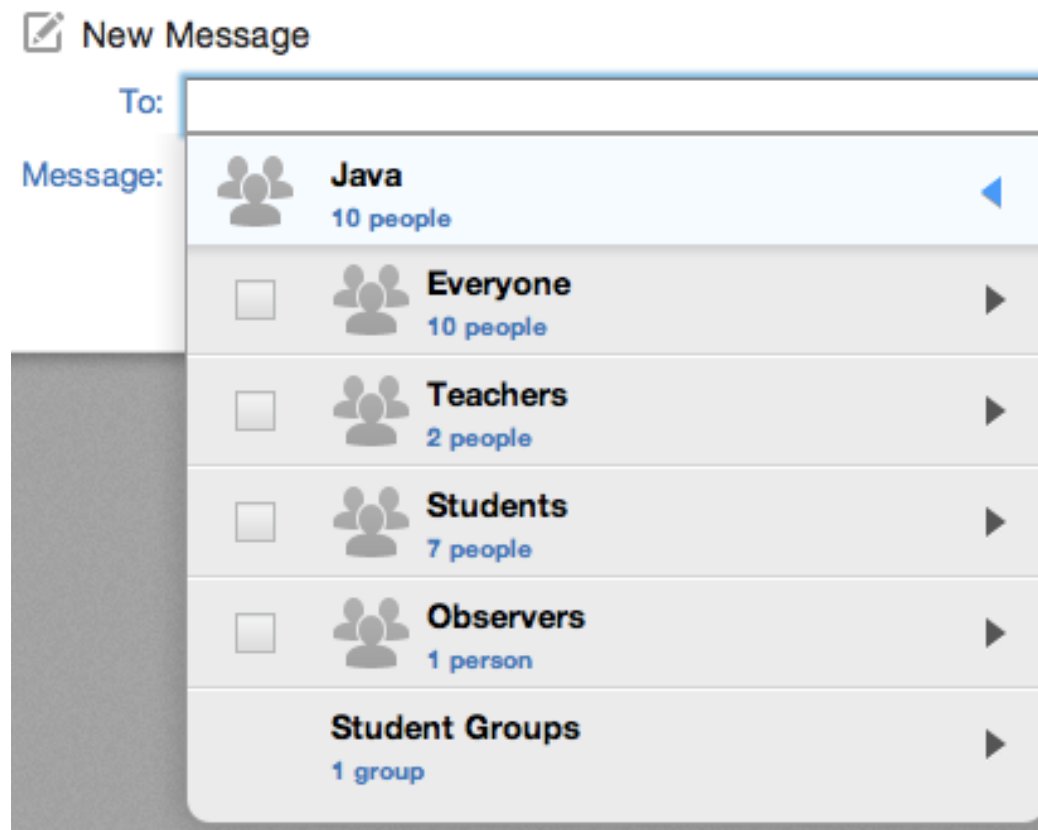 New Message
To:
Message:
Java
10 people
Everyone
10 people
Teachers
2 people
Students
7 people
Observers
1 person
Student Groups
1 group